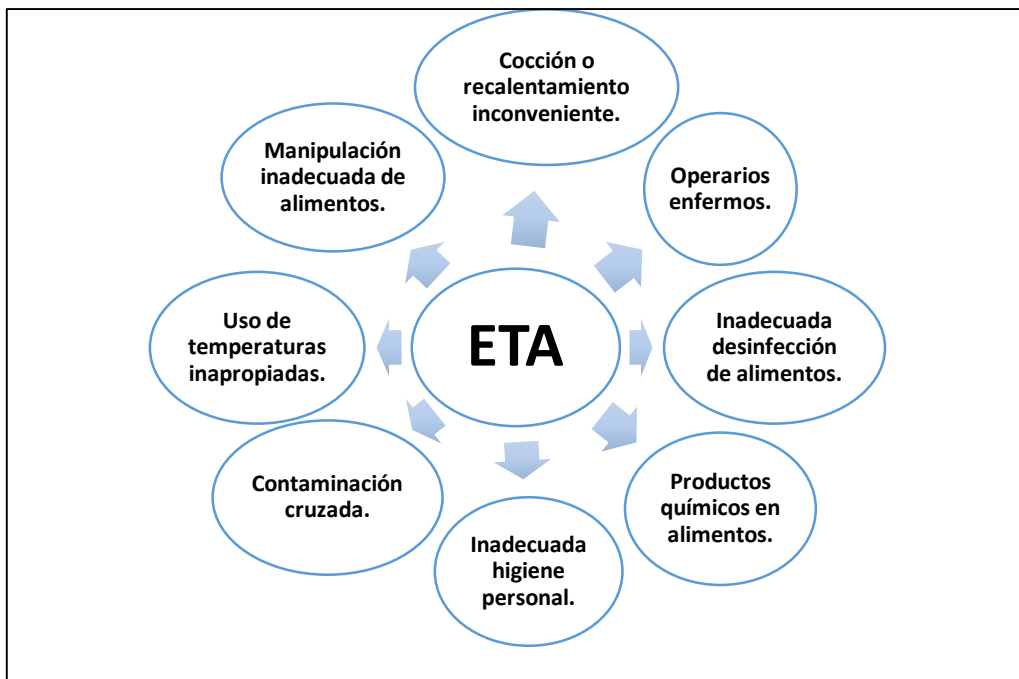 Cocción o
recalentamiento
inconveniente.
Operarios
enfermos.
Inadecuada
desinfección
de alimentos.
Productos
químicos en
alimentos.
Inadecuada
higiene
personal.
Contaminación
cruzada.
Uso de
temperaturas
inapropiadas.
Manipulación
inadecuada de
alimentos.
ETA